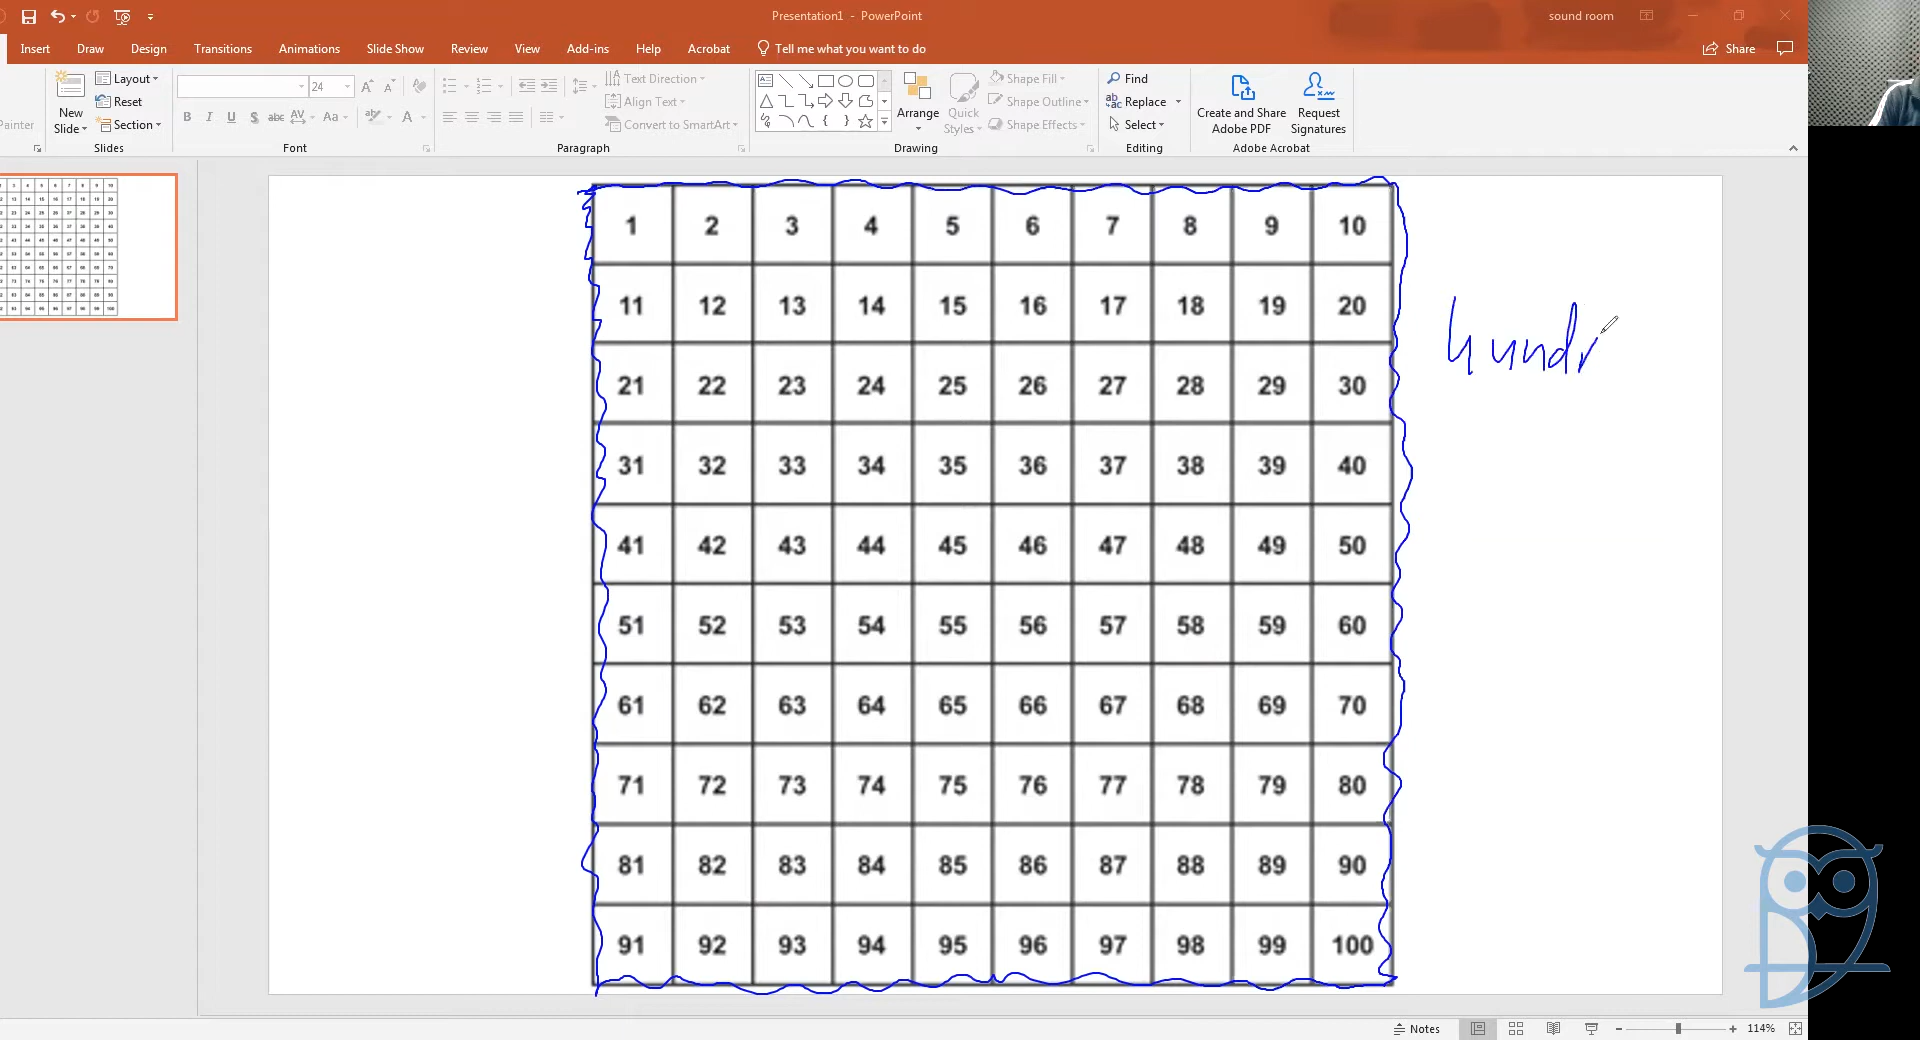 Presentation1 - PowerPoint
sound room
Insert Draw Design Transitions Animations Slide Show Review View Add-ins Help Acrobat Tell me what you want to do
Share
Painter
New Slide
Layout
Reset
Section
Slides
24
B I U S abc AV Aa A
Font
Text Direction
Align Text
Convert to SmartArt
Paragraph
Arrange
Quick Styles
Shape Fill
Shape Outline
Shape Effects
Drawing
Find
Replace
Select
Editing
Create and Share Adobe PDF
Request Signatures
Adobe Acrobat
1 2 3 4 5 6 7 8 9 10
11 12 13 14 15 16 17 18 19 20
21 22 23 24 25 26 27 28 29 30
31 32 33 34 35 36 37 38 39 40
41 42 43 44 45 46 47 48 49 50
51 52 53 54 55 56 57 58 59 60
61 62 63 64 65 66 67 68 69 70
71 72 73 74 75 76 77 78 79 80
81 82 83 84 85 86 87 88 89 90
91 92 93 94 95 96 97 98 99 100
hundr
Notes
114%